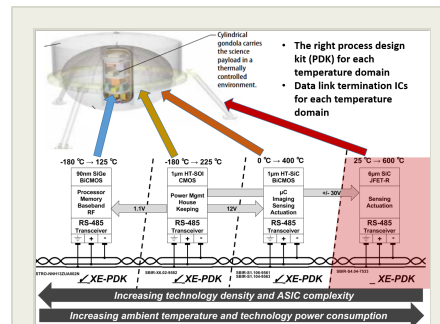 Cylindrical
gondola carries
the science
payload in a
thermally
controlled
environment.
• The right process design
kit (PDK) for each
temperature domain
• Data link termination ICs
for each temperature
domain
-180 °C → 125 °C
90nm SiGe
BiCMOS
Processor
Memory
Baseband
RF
RS-485
Transceiver
+ -
-180 °C → 225 °C
1μm HT-SOI
CMOS
Power Mgmt
House
Keeping
RS-485
Transceiver
+ -
0 °C → 400 °C
1μm HT-SiC
BiCMOS
μC
Imaging
Sensing
Actuation
RS-485
Transceiver
+ -
25 °C → 600 °C
6μm SiC
JFET-R
Sensing
Actuation
RS-485
Transceiver
+ -
1.1V
12V
+/- 30V
XE-PDK
XE-PDK
XE-PDK
_ XE-PDK
Increasing technology density and ASIC complexity
Increasing ambient temperature and technology power consumption